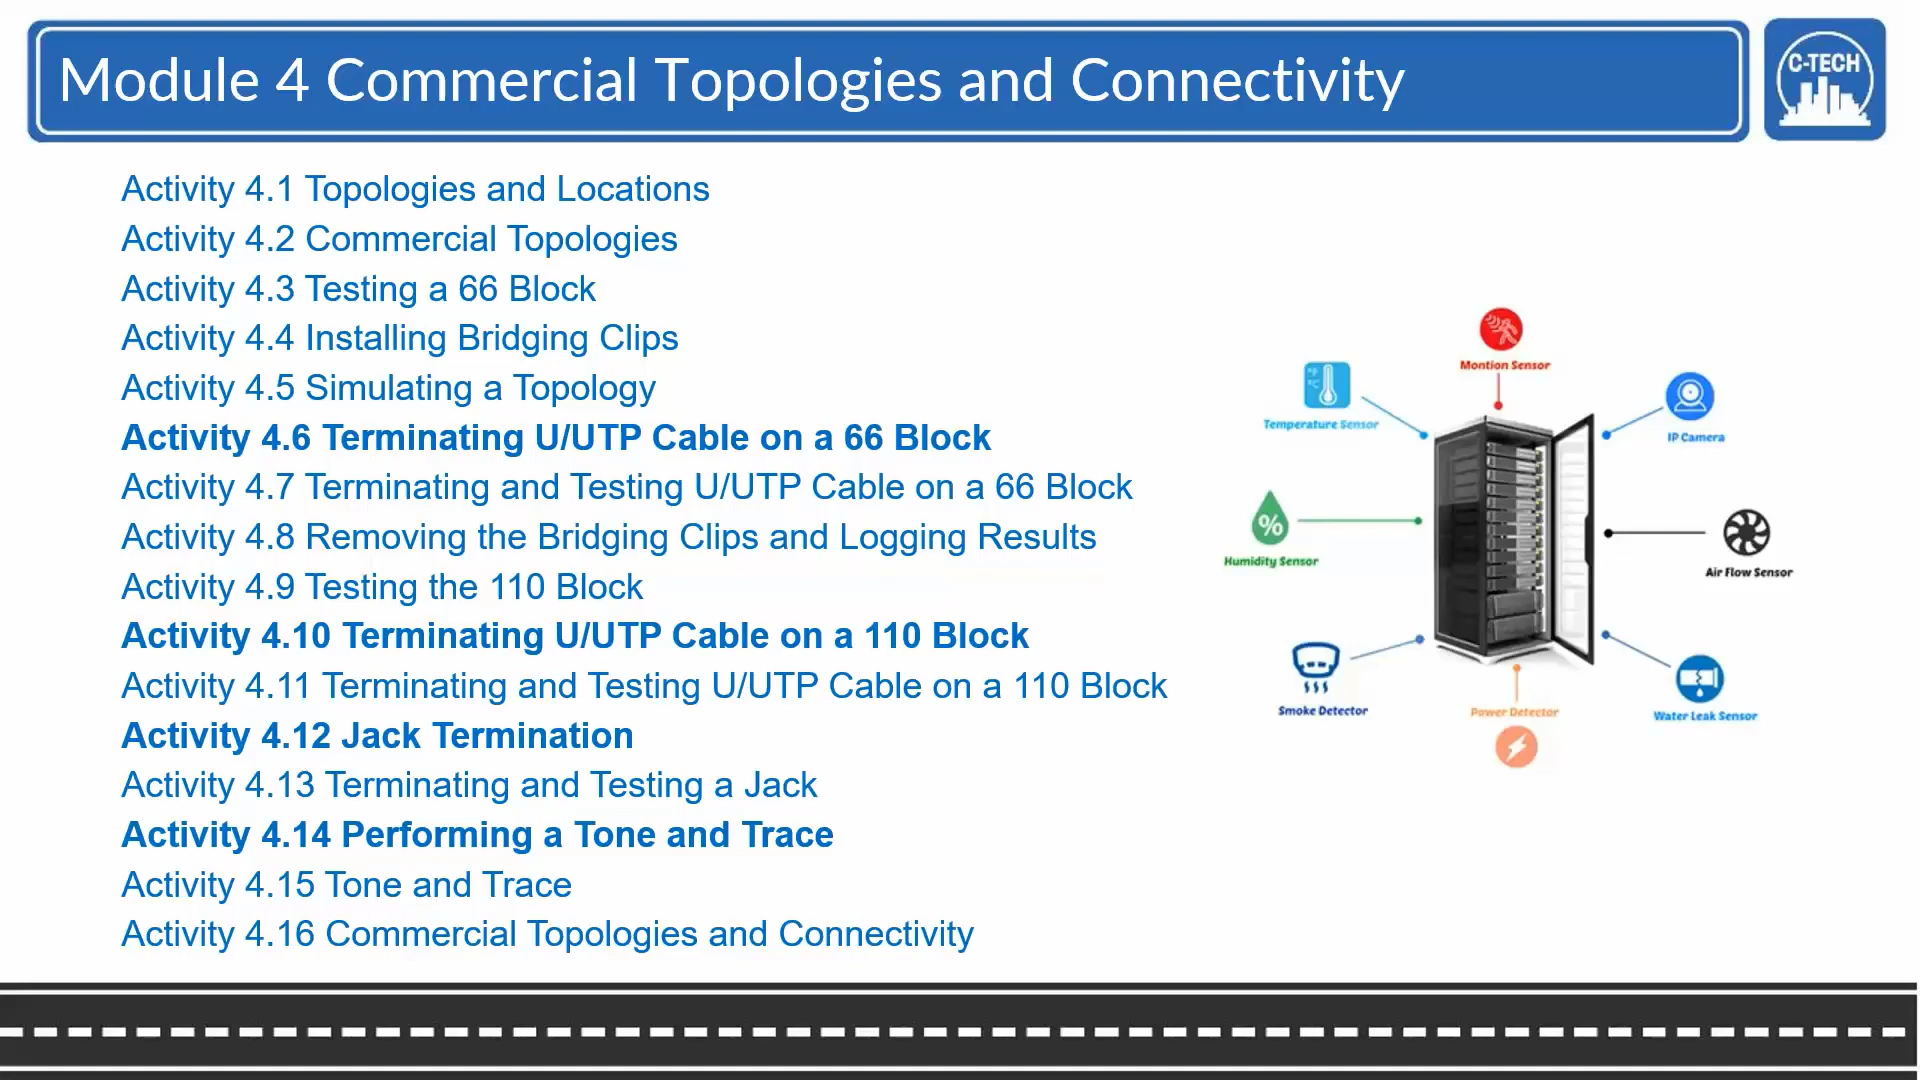 Module 4 Commercial Topologies and Connectivity
C-TECH
Activity 4.1 Topologies and Locations
Activity 4.2 Commercial Topologies
Activity 4.3 Testing a 66 Block
Activity 4.4 Installing Bridging Clips
Activity 4.5 Simulating a Topology
Activity 4.6 Terminating U/UTP Cable on a 66 Block
Activity 4.7 Terminating and Testing U/UTP Cable on a 66 Block
Activity 4.8 Removing the Bridging Clips and Logging Results
Activity 4.9 Testing the 110 Block
Activity 4.10 Terminating U/UTP Cable on a 110 Block
Activity 4.11 Terminating and Testing U/UTP Cable on a 110 Block
Activity 4.12 Jack Termination
Activity 4.13 Terminating and Testing a Jack
Activity 4.14 Performing a Tone and Trace
Activity 4.15 Tone and Trace
Activity 4.16 Commercial Topologies and Connectivity
Montion Sensor
°F
°C
Temperature Sensor
IP Camera
%
Humidity Sensor
Air Flow Sensor
Smoke Detector
Power Detector
Water Leak Sensor